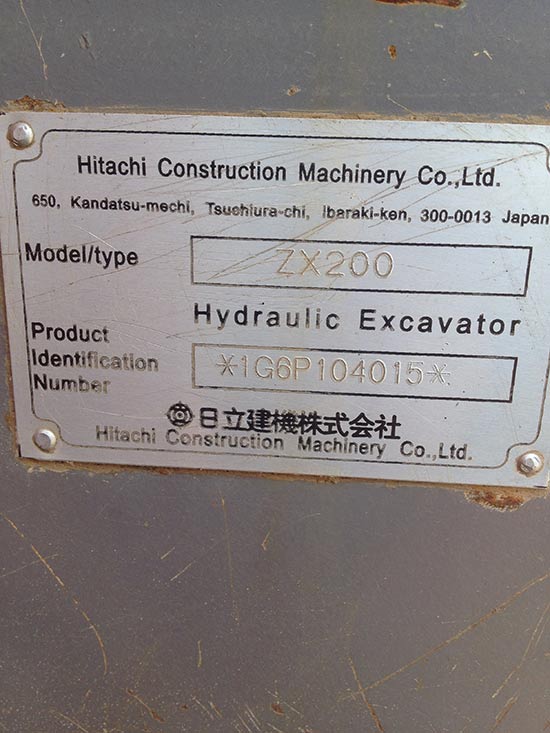 Hitachi Construction Machinery Co.,Ltd.
650, Kandatsu-machi, Tsuchiura-chi, Ibaraki-ken, 300-0013 Japan
Model/type ZX200
Hydraulic Excavator
Product Identification Number *1G6P104015*
日立建機株式会社
Hitachi Construction Machinery Co.,Ltd.